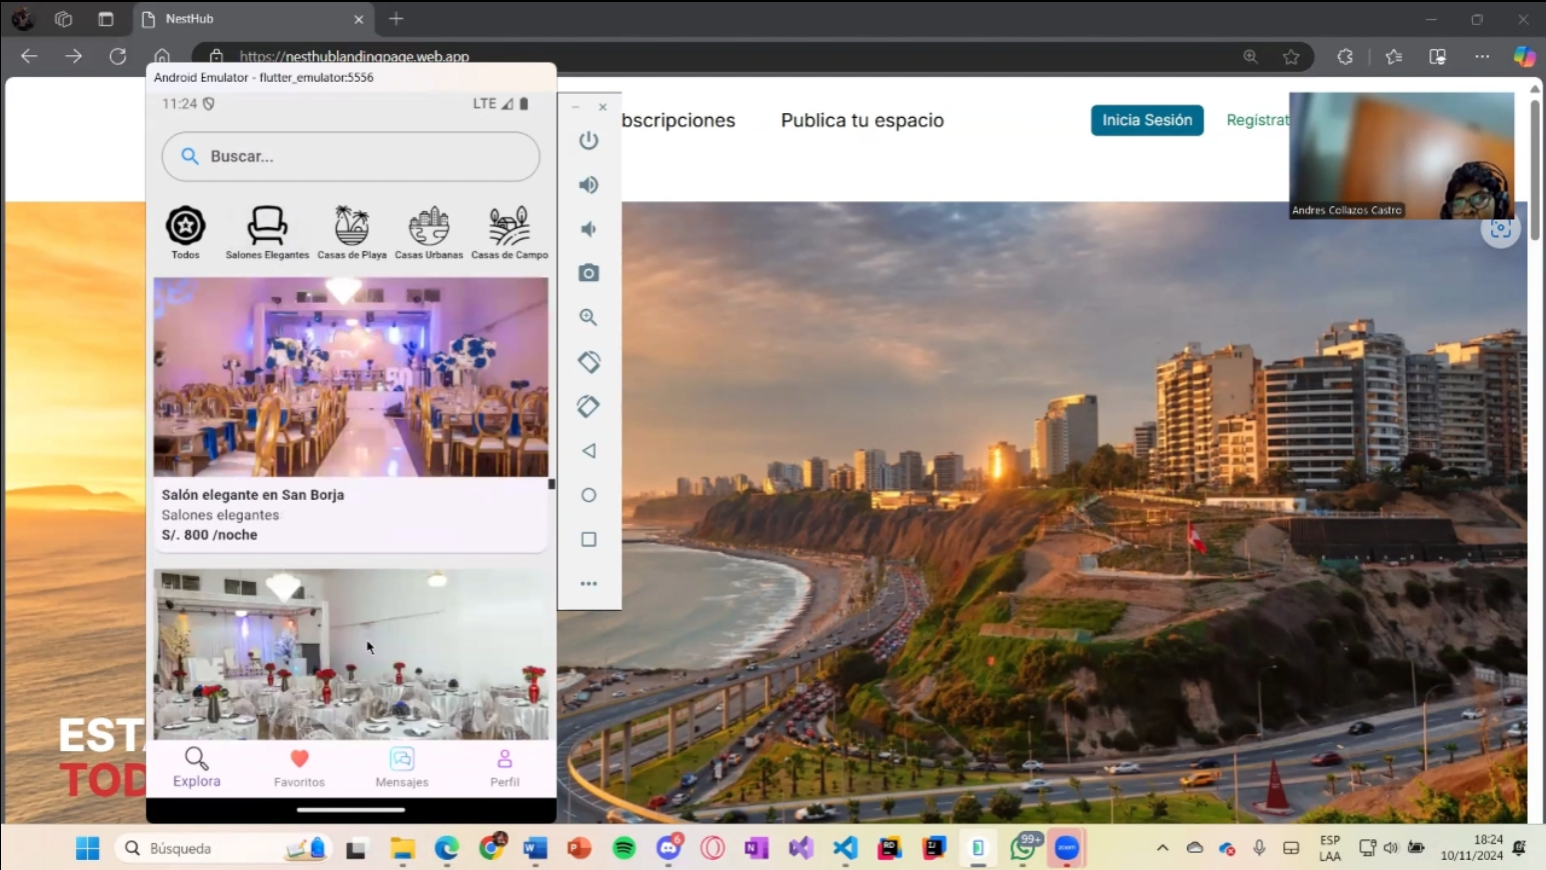 NestHub
https://nesthublandingpage.web.app
Android Emulator - flutter_emulator:5556
11:24
LTE
Buscar...
Todos
Salones Elegantes
Casas de Playa
Casas Urbanas
Casas de Campo
Salón elegante en San Borja
Salones elegantes
S/. 800 /noche
Explora
Favoritos
Mensajes
Perfil
bscripciones
Publica tu espacio
Inicia Sesión
Regístrat
Andres Collazos Castro
EST
TOD
Búsqueda
6
99+
zoom
ESP
LAA
18:24
10/11/2024